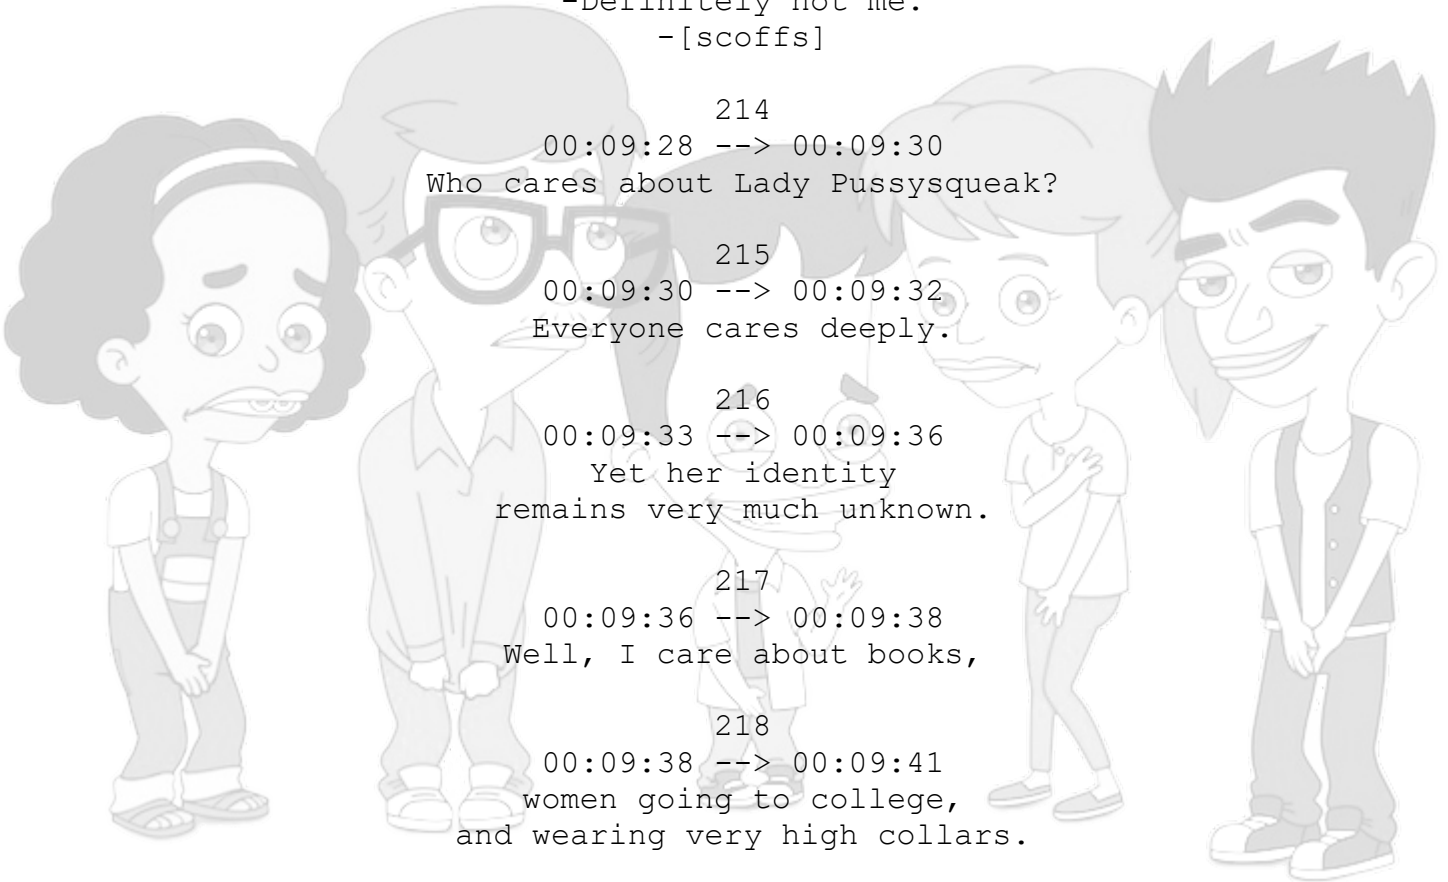 -Definitely not me.
-[scoffs]
214
00:09:28 --> 00:09:30
Who cares about Lady Pussysqueak?
215
00:09:30 --> 00:09:32
Everyone cares deeply.
216
00:09:33 --> 00:09:36
Yet her identity
remains very much unknown.
217
00:09:36 --> 00:09:38
Well, I care about books,
218
00:09:38 --> 00:09:41
women going to college,
and wearing very high collars.